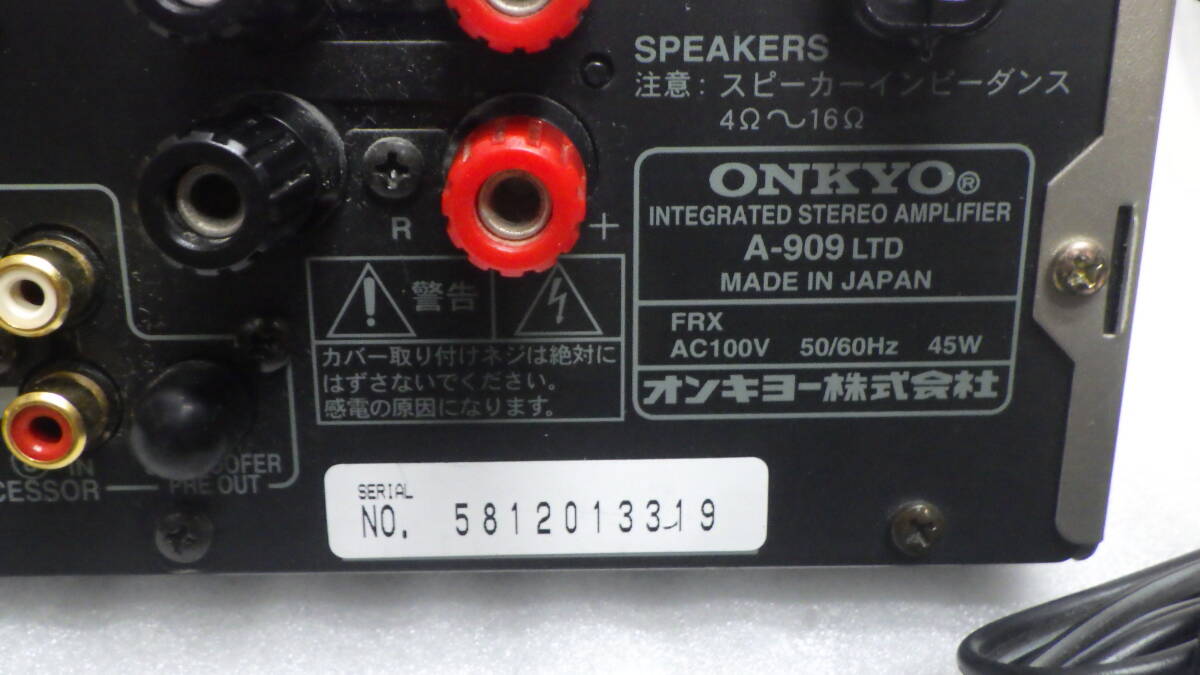 SPEAKERS
注意：スピーカーインピーダンス
4Ω～16Ω
R
+
ONKYO®
INTEGRATED STEREO AMPLIFIER
A-909 LTD
MADE IN JAPAN
FRX
AC100V 50/60Hz 45W
オンキヨー株式会社
警告
カバー取り付けネジは絶対に
はずさないでください。
感電の原因になります。
IN
PRE OUT
SERIAL
NO. 5812013319